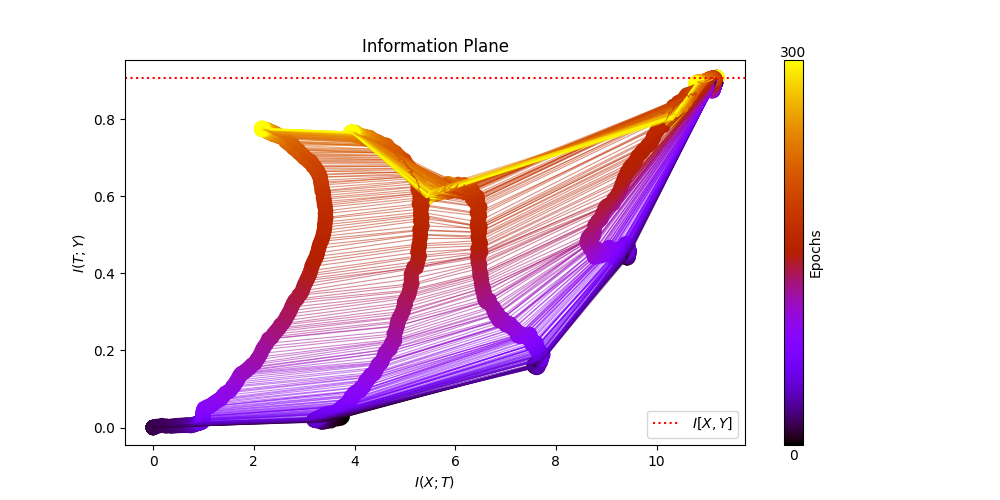 Information Plane
300
0.8
0.6
0.4
0.2
0.0
I(T; Y)
Epochs
I[X, Y]
0
0 2 4 6 8 10
I(X; T)